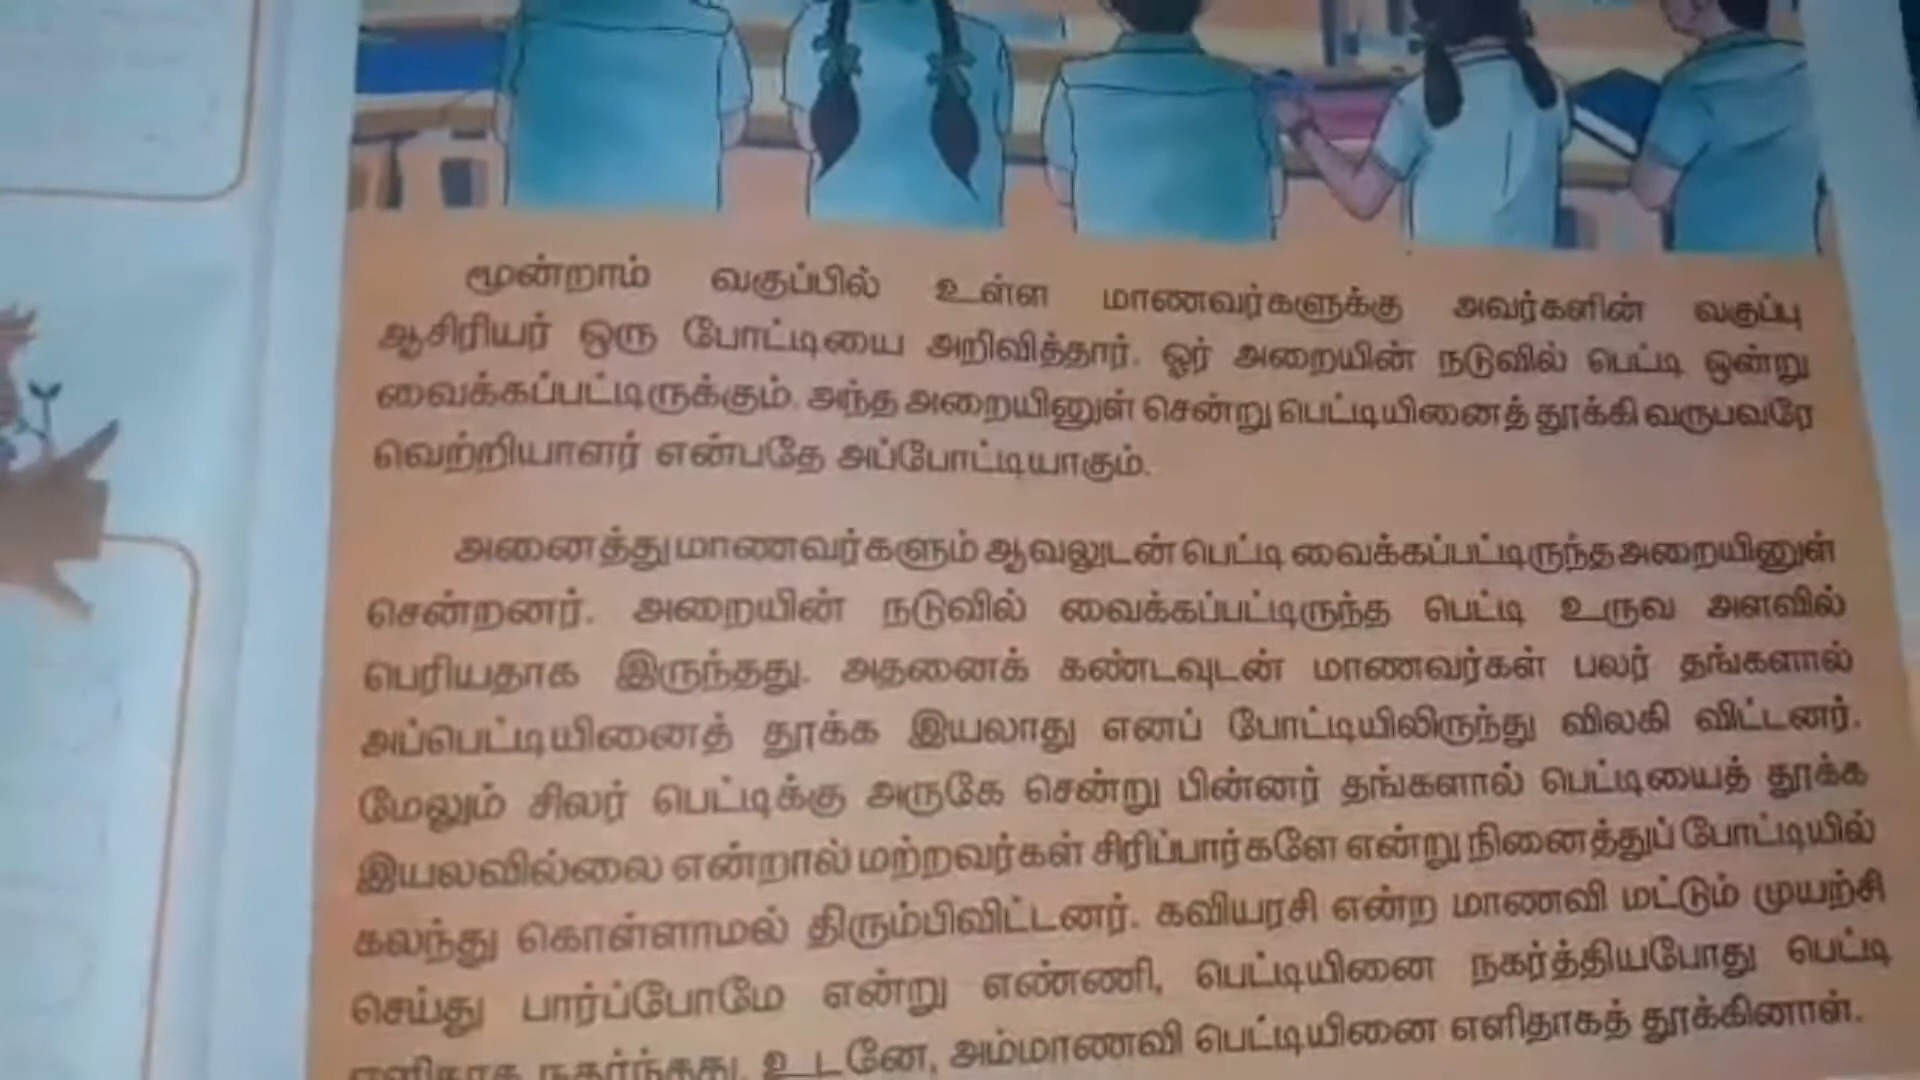 மூன்றாம் வகுப்பில் உள்ள மாணவர்களுக்கு அவர்களின் வகுப்பு
ஆசிரியர் ஒரு போட்டியை அறிவித்தார். ஓர் அறையின் நடுவில் பெட்டி ஒன்று
வைக்கப்பட்டிருக்கும். அந்த அறையினுள் சென்று பெட்டியினைத் தூக்கி வருபவரே
வெற்றியாளர் என்பதே அப்போட்டியாகும்.
அனைத்து மாணவர்களும் ஆவலுடன் பெட்டி வைக்கப்பட்டிருந்த அறையினுள்
சென்றனர். அறையின் நடுவில் வைக்கப்பட்டிருந்த பெட்டி உருவ அளவில்
பெரியதாக இருந்தது. அதனைக் கண்டவுடன் மாணவர்கள் பலர் தங்களால்
அப்பெட்டியினைத் தூக்க இயலாது எனப் போட்டியிலிருந்து விலகி விட்டனர்.
மேலும் சிலர் பெட்டிக்கு அருகே சென்று பின்னர் தங்களால் பெட்டியைத் தூக்க
இயலவில்லை என்றால் மற்றவர்கள் சிரிப்பார்களே என்று நினைத்துப் போட்டியில்
கலந்து கொள்ளாமல் திரும்பிவிட்டனர். கவியரசி என்ற மாணவி மட்டும் முயற்சி
செய்து பார்ப்போமே என்று எண்ணி, பெட்டியினை நகர்த்தியபோது பெட்டி
எளிதாக நகர்ந்தது. உடனே, அம்மாணவி பெட்டியினை எளிதாகத் தூக்கினாள்.